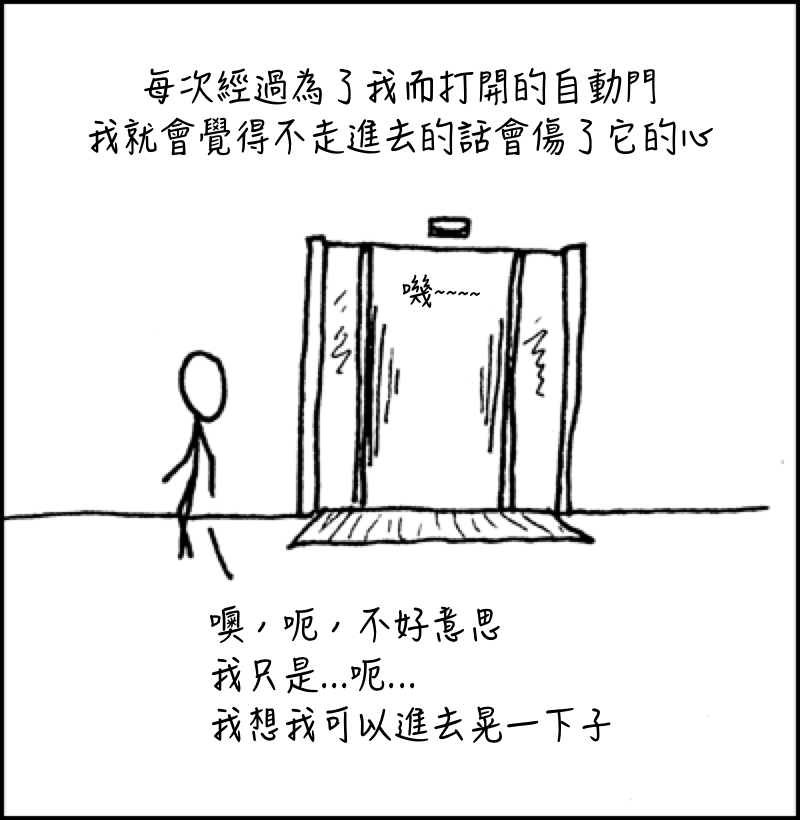 每次經過為了我而打開的自動門
我就會覺得不走進去的話會傷了它的心
嘰~~~~
噢，呃，不好意思
我只是...呃...
我想我可以進去晃一下子